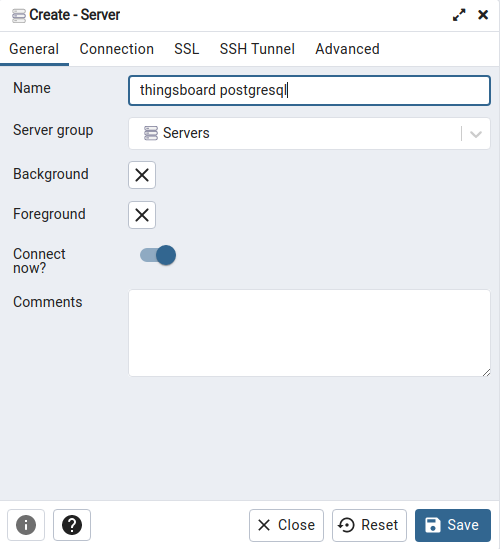 Create - Server
General Connection SSL SSH Tunnel Advanced
Name thingsboard postgresql
Server group Servers
Background
Foreground
Connect
now?
Comments
Close Reset Save